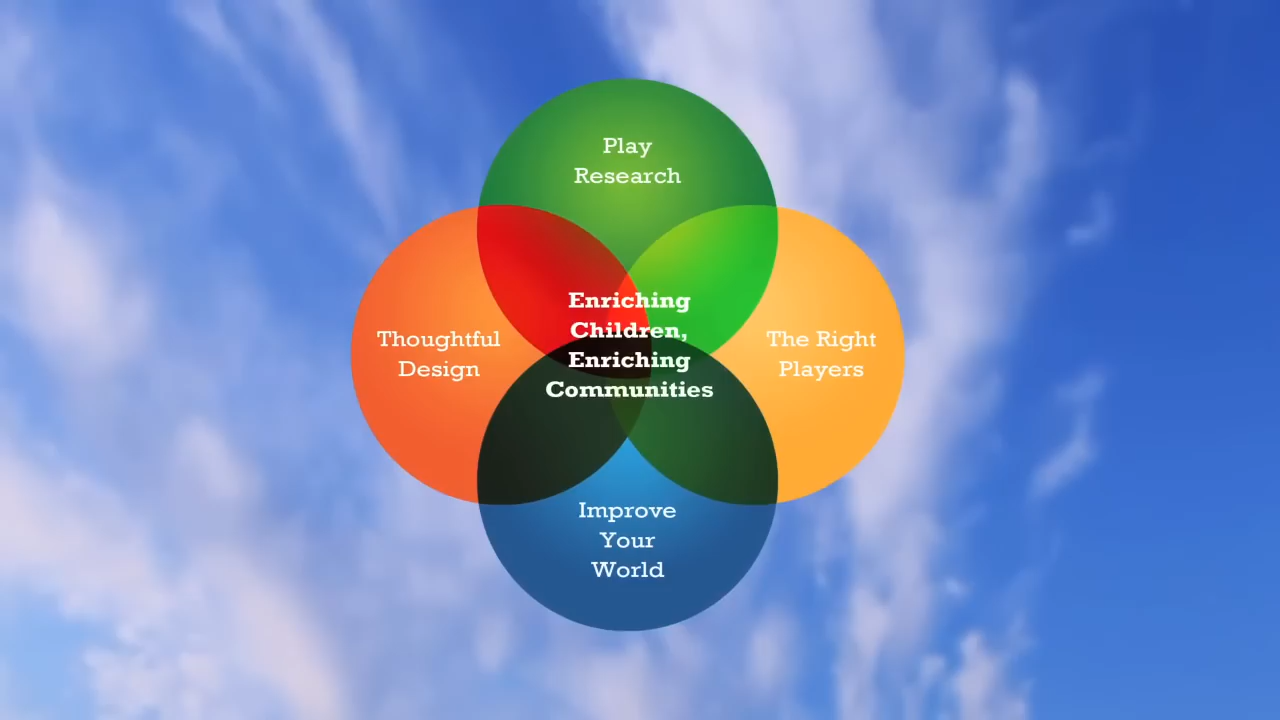 Play
Research
Thoughtful
Design
Enriching
Children,
Enriching
Communities
The Right
Players
Improve
Your
World